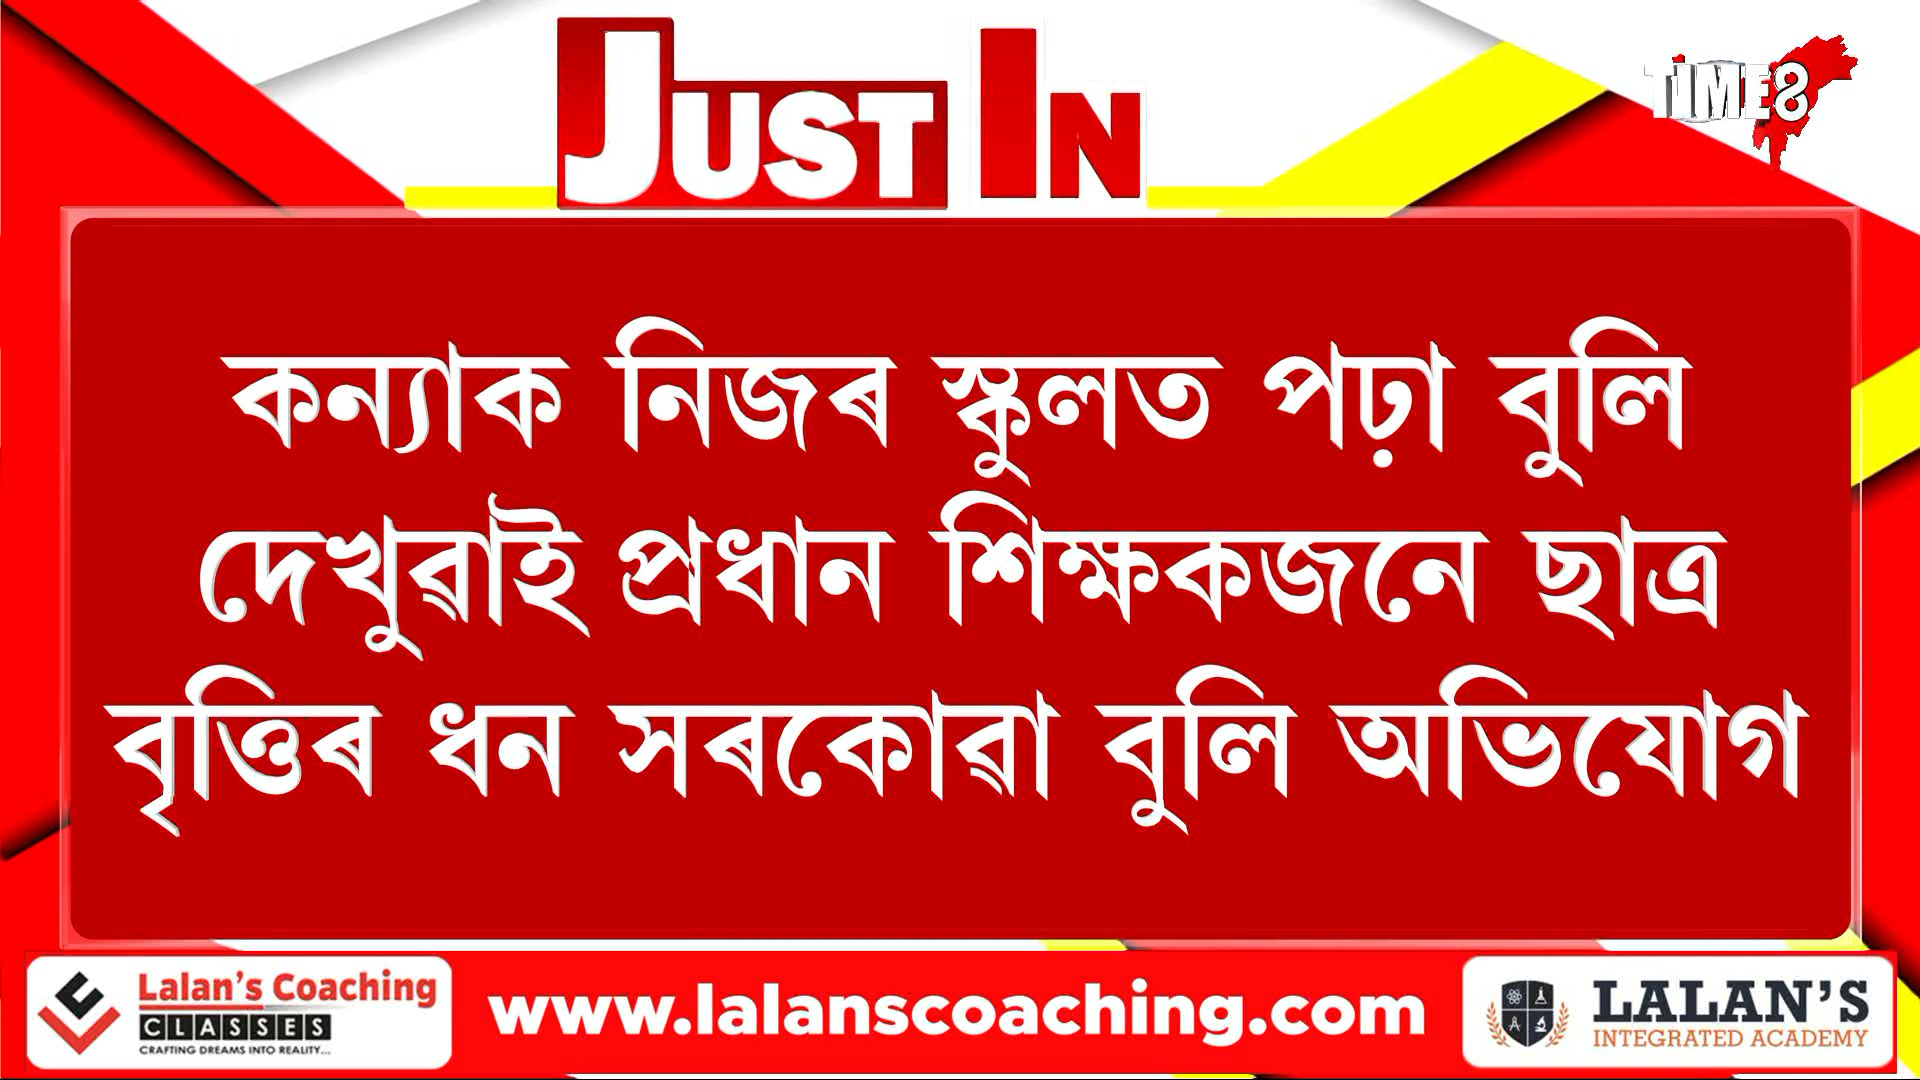 JUST IN
TIME8
কন্যাক নিজৰ স্কুলত পঢ়া বুলি
দেখুৱাই প্ৰধান শিক্ষকজনে ছাত্ৰ
বৃত্তিৰ ধন সৰকোৱা বুলি অভিযোগ
Lalan's Coaching
CLASSES
CRAFTING DREAMS INTO REALITY...
www.lalanscoaching.com
LALAN'S
INTEGRATED ACADEMY